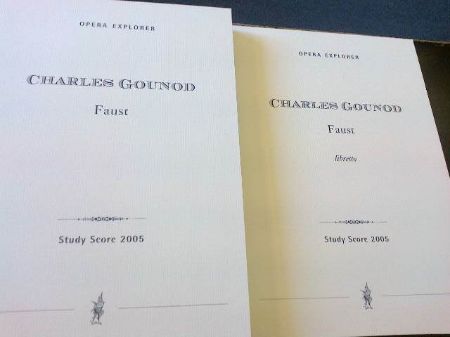 OPERA EXPLORER
CHARLES GOUNOD
Faust
Study Score 2005
OPERA EXPLORER
CHARLES GOUNOD
Faust
libretto
Study Score 2005